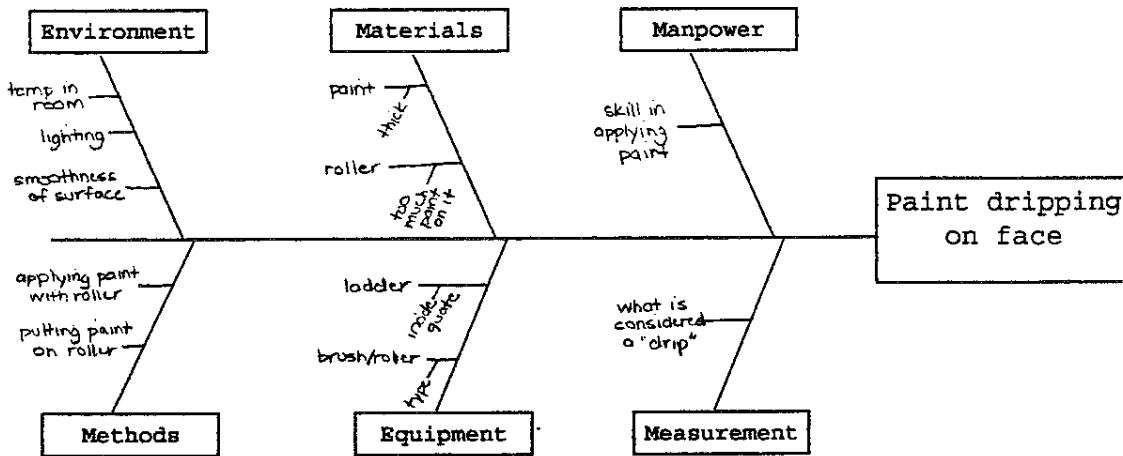 Environment
Materials
Manpower
temp in
room
lighting
smoothness
of surface
paint
thick
roller
too
much
paint
on it
skill in
applying
paint
Paint dripping
on face
applying paint
with roller
putting paint
on roller
ladder
brush/roller
type
what is
considered
a "drip"
Methods
Equipment
Measurement